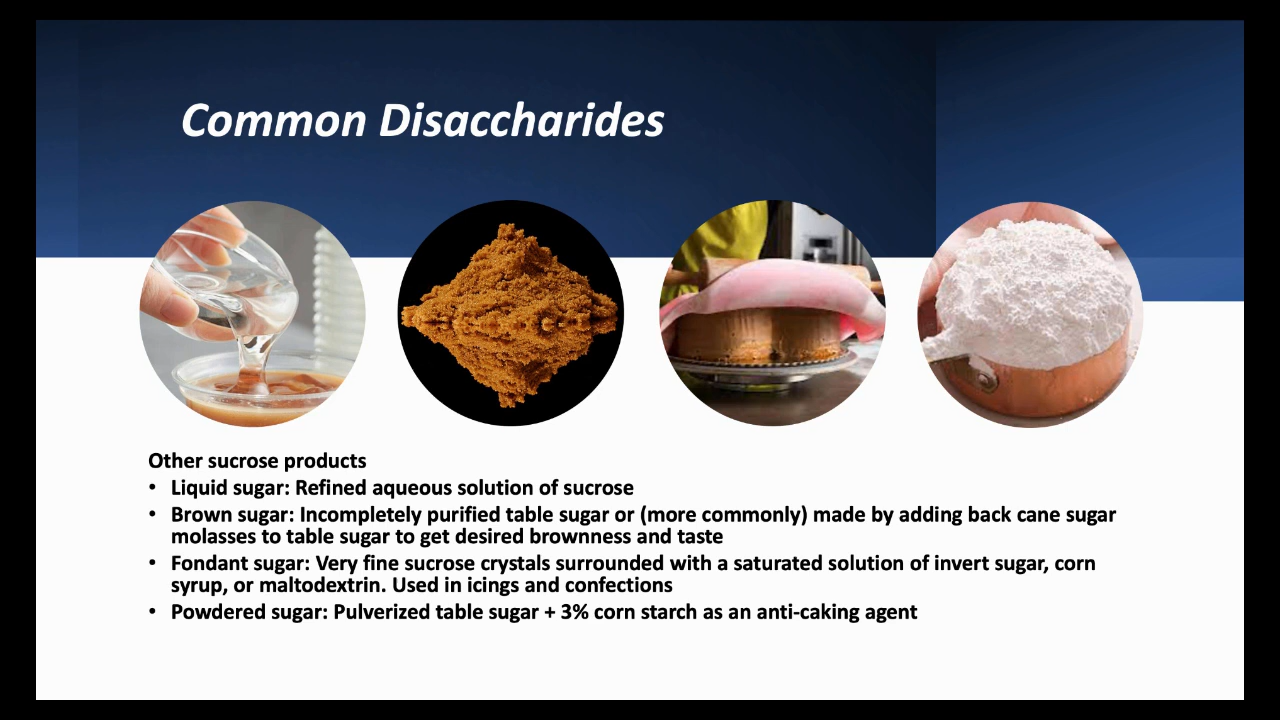 Common Disaccharides
Other sucrose products
• Liquid sugar: Refined aqueous solution of sucrose
• Brown sugar: Incompletely purified table sugar or (more commonly) made by adding back cane sugar
molasses to table sugar to get desired brownness and taste
• Fondant sugar: Very fine sucrose crystals surrounded with a saturated solution of invert sugar, corn
syrup, or maltodextrin. Used in icings and confections
• Powdered sugar: Pulverized table sugar + 3% corn starch as an anti-caking agent